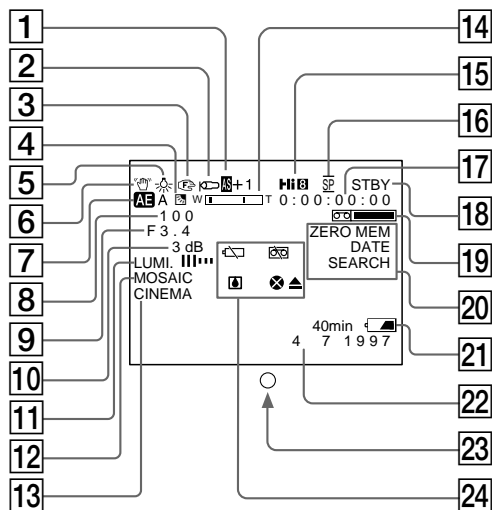 1
2
3
4
5
6
7
8
9
10
11
12
13
14
15
16
17
18
19
20
21
22
23
24
AS+1
Hi8 SP
AE A W T 0:00:00:00 STBY
100
F3.4
3 dB
LUMI.
MOSAIC
CINEMA
ZERO MEM
DATE
SEARCH
40min
4 7 1997